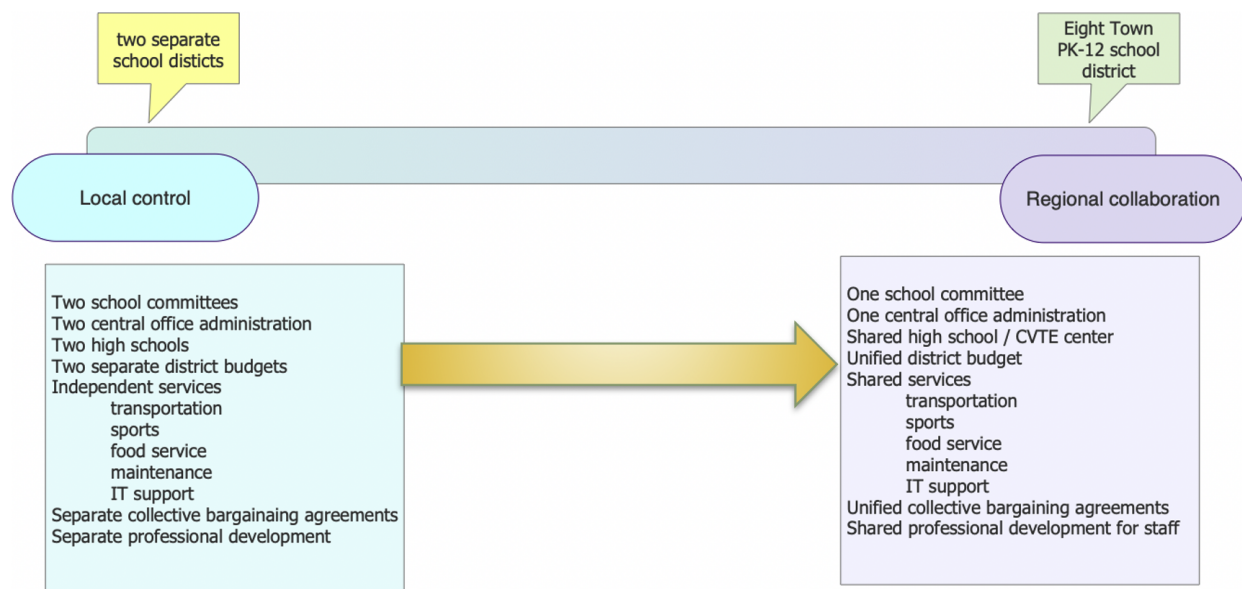 two separate
school disticts
Eight Town
PK-12 school
district
Local control
Regional collaboration
Two school committees
Two central office administration
Two high schools
Two separate district budgets
Independent services
transportation
sports
food service
maintenance
IT support
Separate collective bargainaing agreements
Separate professional development
One school committee
One central office administration
Shared high school / CVTE center
Unified district budget
Shared services
transportation
sports
food service
maintenance
IT support
Unified collective bargaining agreements
Shared professional development for staff